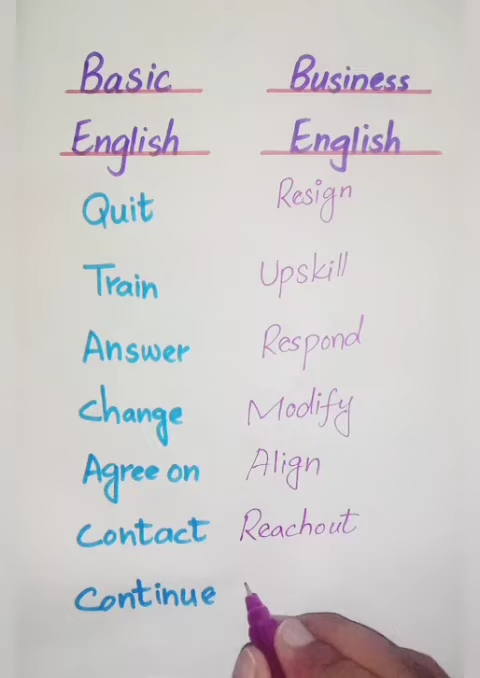 Basic Business
English English
Quit Resign
Train Upskill
Answer Respond
change Modify
Agree on Align
Contact Reachout
Continue